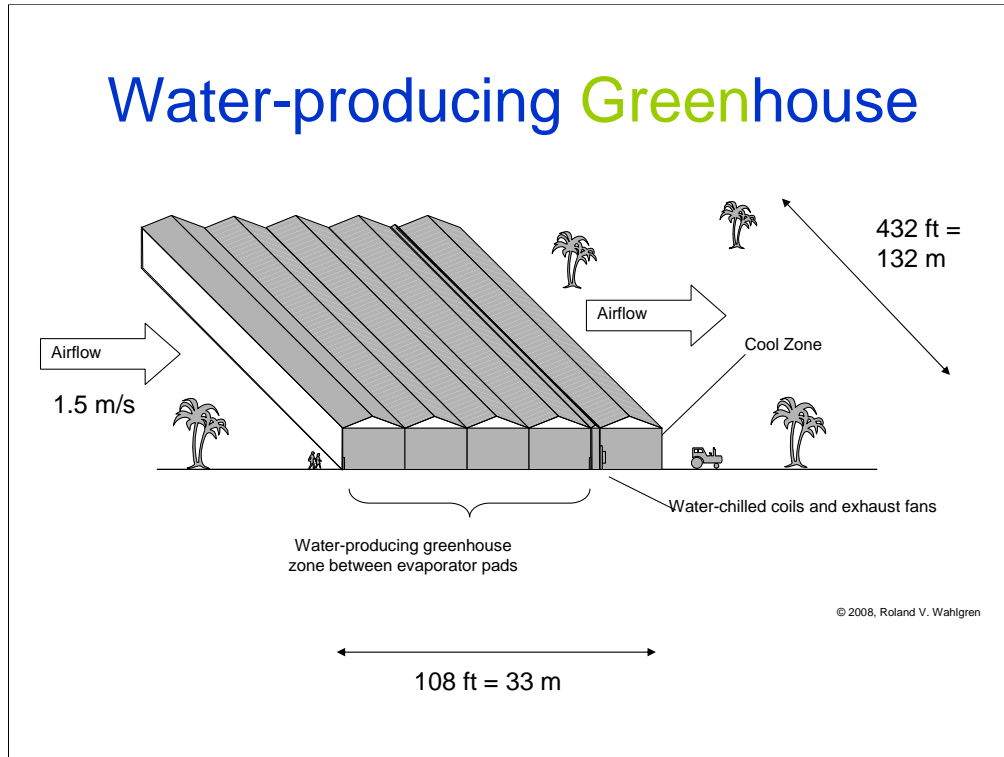 Water-producing Greenhouse
432 ft =
132 m
Airflow
Airflow
Cool Zone
1.5 m/s
Water-chilled coils and exhaust fans
Water-producing greenhouse
zone between evaporator pads
© 2008, Roland V. Wahlgren
108 ft = 33 m